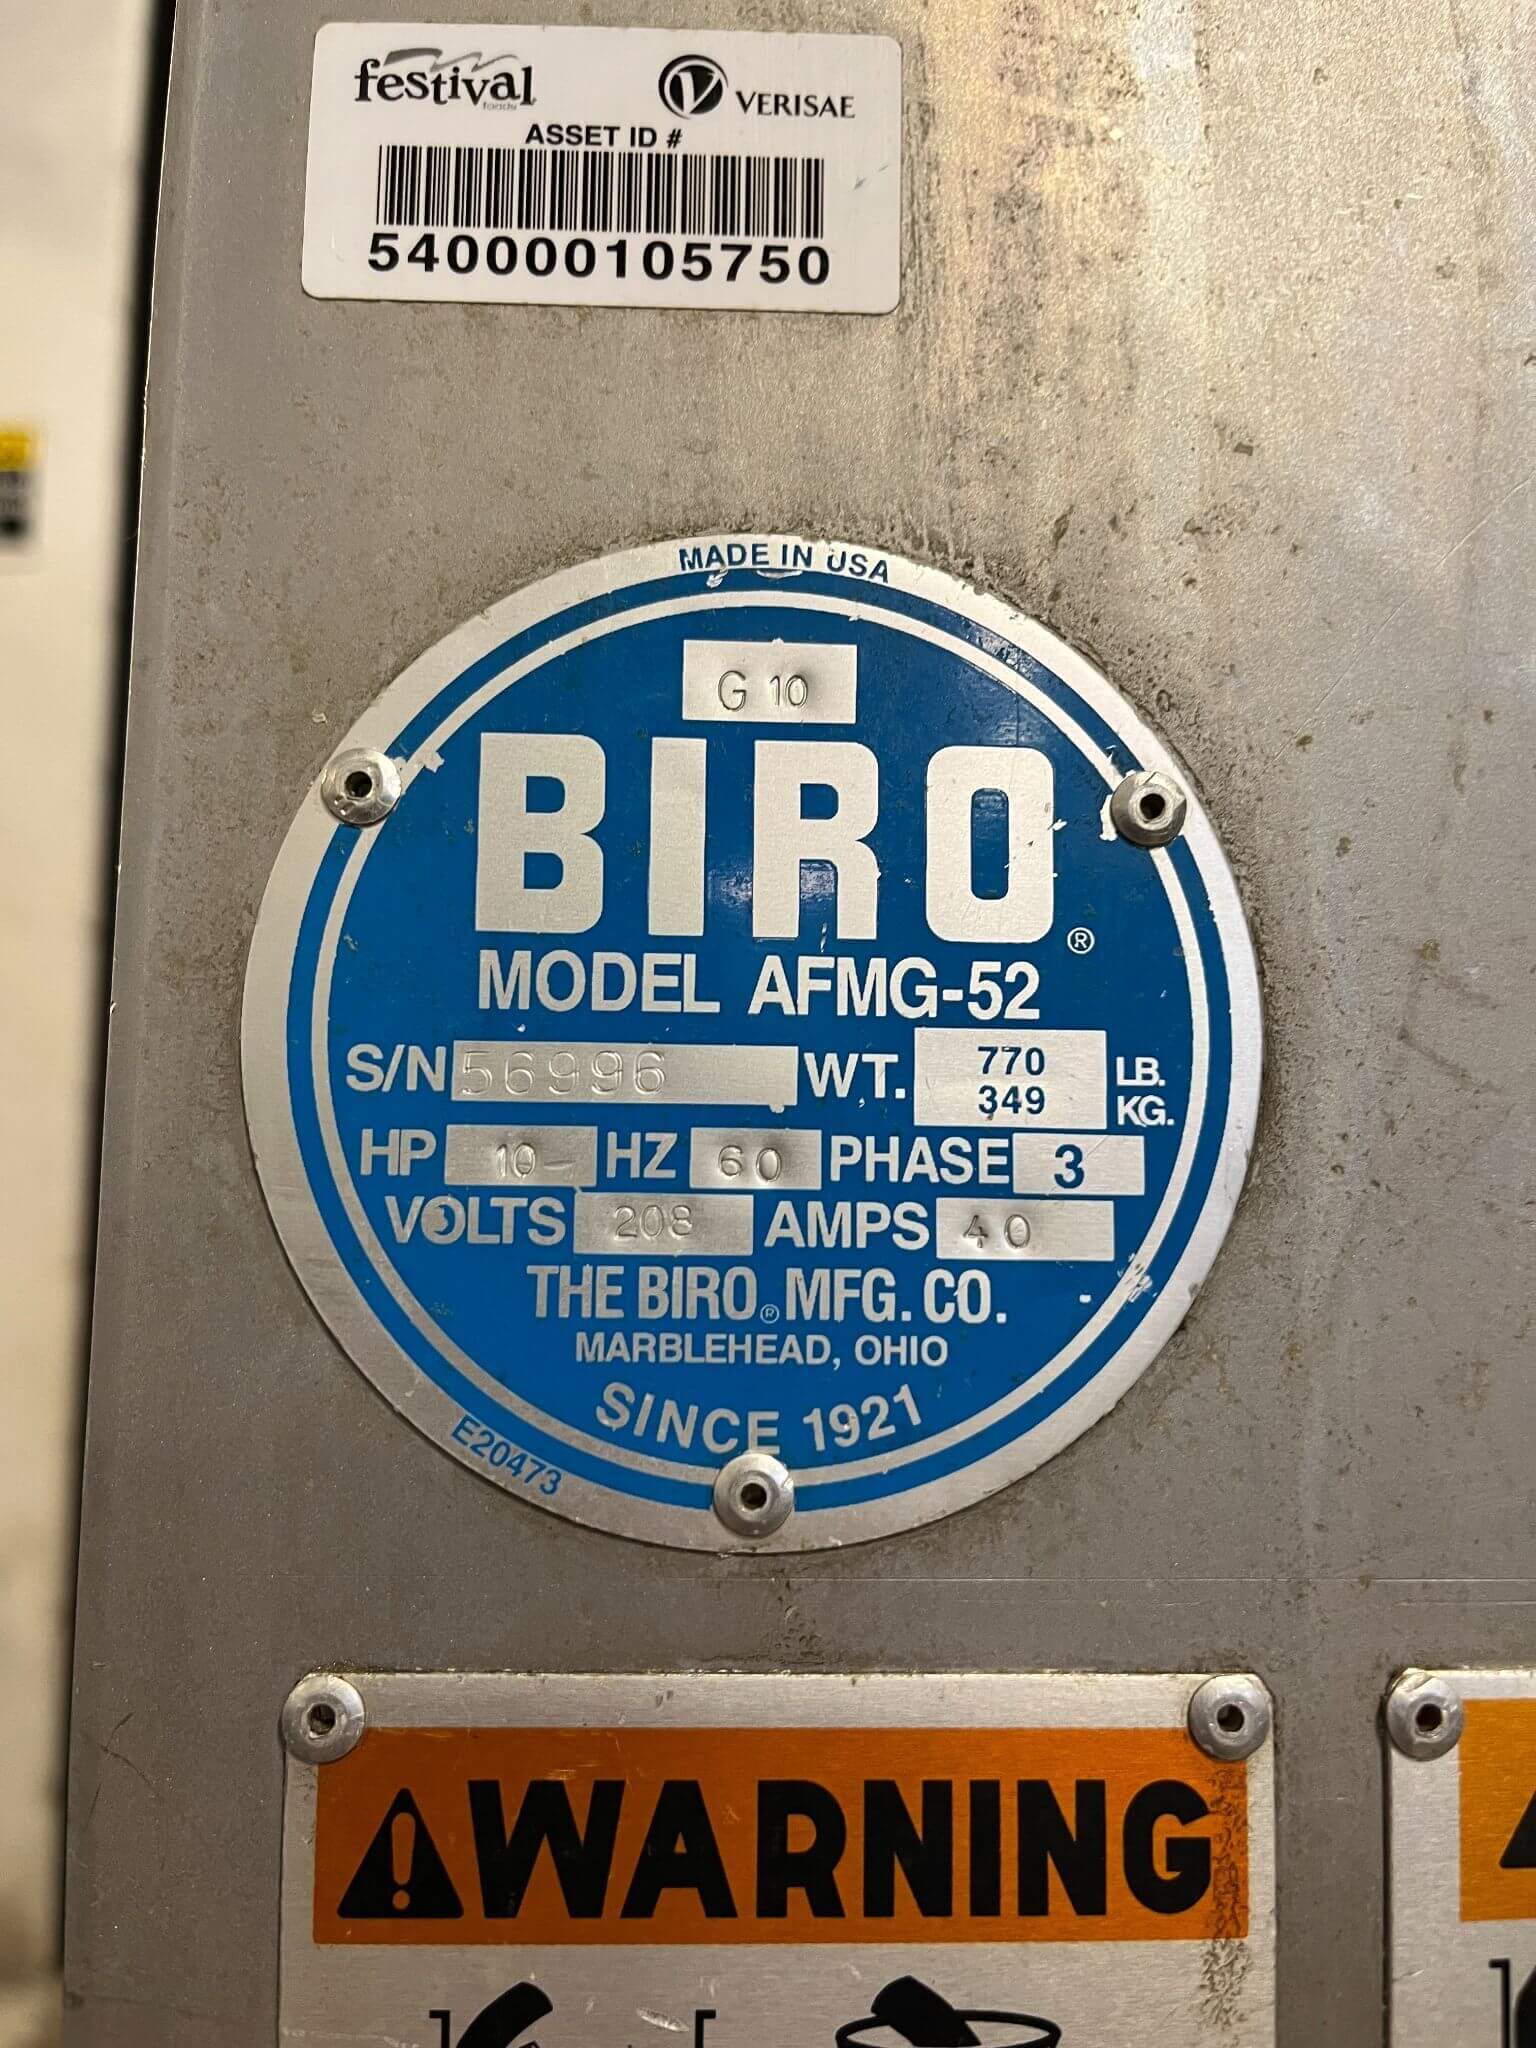 festival
foods
VERISAE
ASSET ID #
540000105750
MADE IN USA
G 10
BIRO®
MODEL AFMG-52
S/N 56996 WT. 770 LB.
349 KG.
HP 10- HZ 60 PHASE 3
VOLTS 208 AMPS 40
THE BIRO® MFG. CO.
MARBLEHEAD, OHIO
SINCE 1921
E20473
WARNING